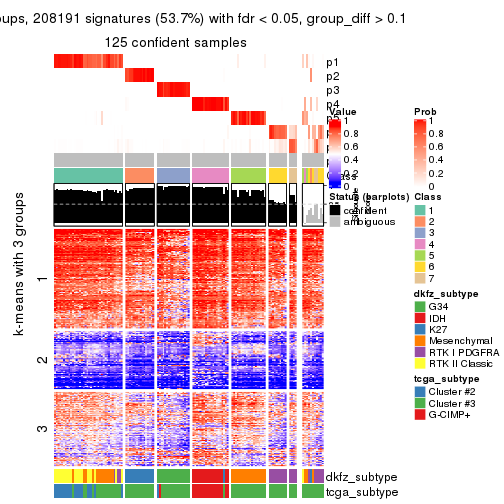 oups, 208191 signatures (53.7%) with fdr < 0.05, group_diff > 0.1
125 confident samples
p1
p2
p3
p4
k-means with 3 groups
1
2
3
Value
1
0.8
0.6
0.4
0.2
0
Prob
1
0.8
0.6
0.4
0.2
0
Status (barplots)
confident
ambiguous
Class
1
2
3
4
5
6
7
dkfz_subtype
G34
IDH
K27
Mesenchymal
RTK I PDGFRA
RTK II Classic
tcga_subtype
Cluster #2
Cluster #3
G-CIMP+
dkfz_subtype
tcga_subtype